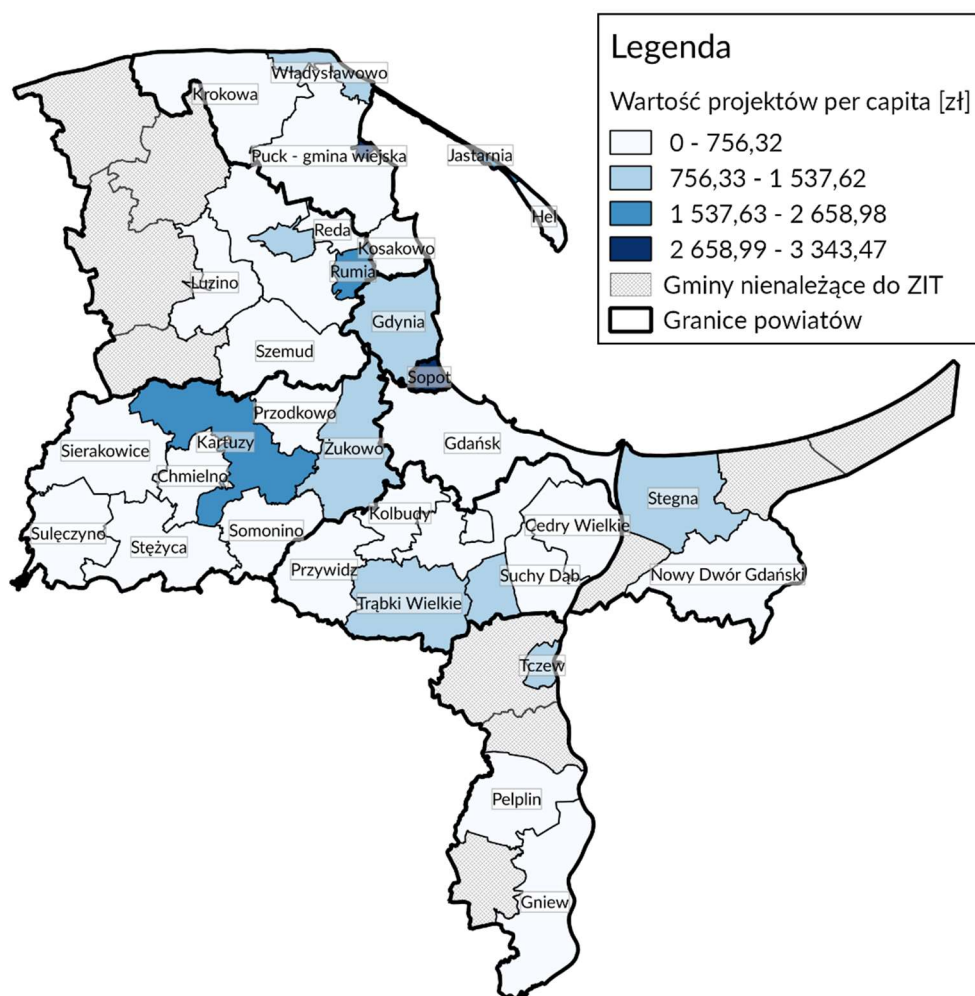 Legenda
Wartość projektów per capita [zł]
0 - 756,32
756,33 - 1 537,62
1 537,63 - 2 658,98
2 658,99 - 3 343,47
Gminy nienależące do ZIT
Granice powiatów
Władysławowo
Krokowa
Puck - gmina wiejska
Jastarnia
Hel
Reda
Kosakowo
Rumia
Luzino
Gdynia
Szemud
Sopot
Przodkowo
Kartuzy
Żukowo
Gdańsk
Sierakowice
Chmielno
Stegna
Kolbudy
Cedry Wielkie
Sulęczyno
Somonino
Stężyca
Przywidz
Suchy Dąb
Nowy Dwór Gdański
Trąbki Wielkie
Tczew
Pelplin
Gniew